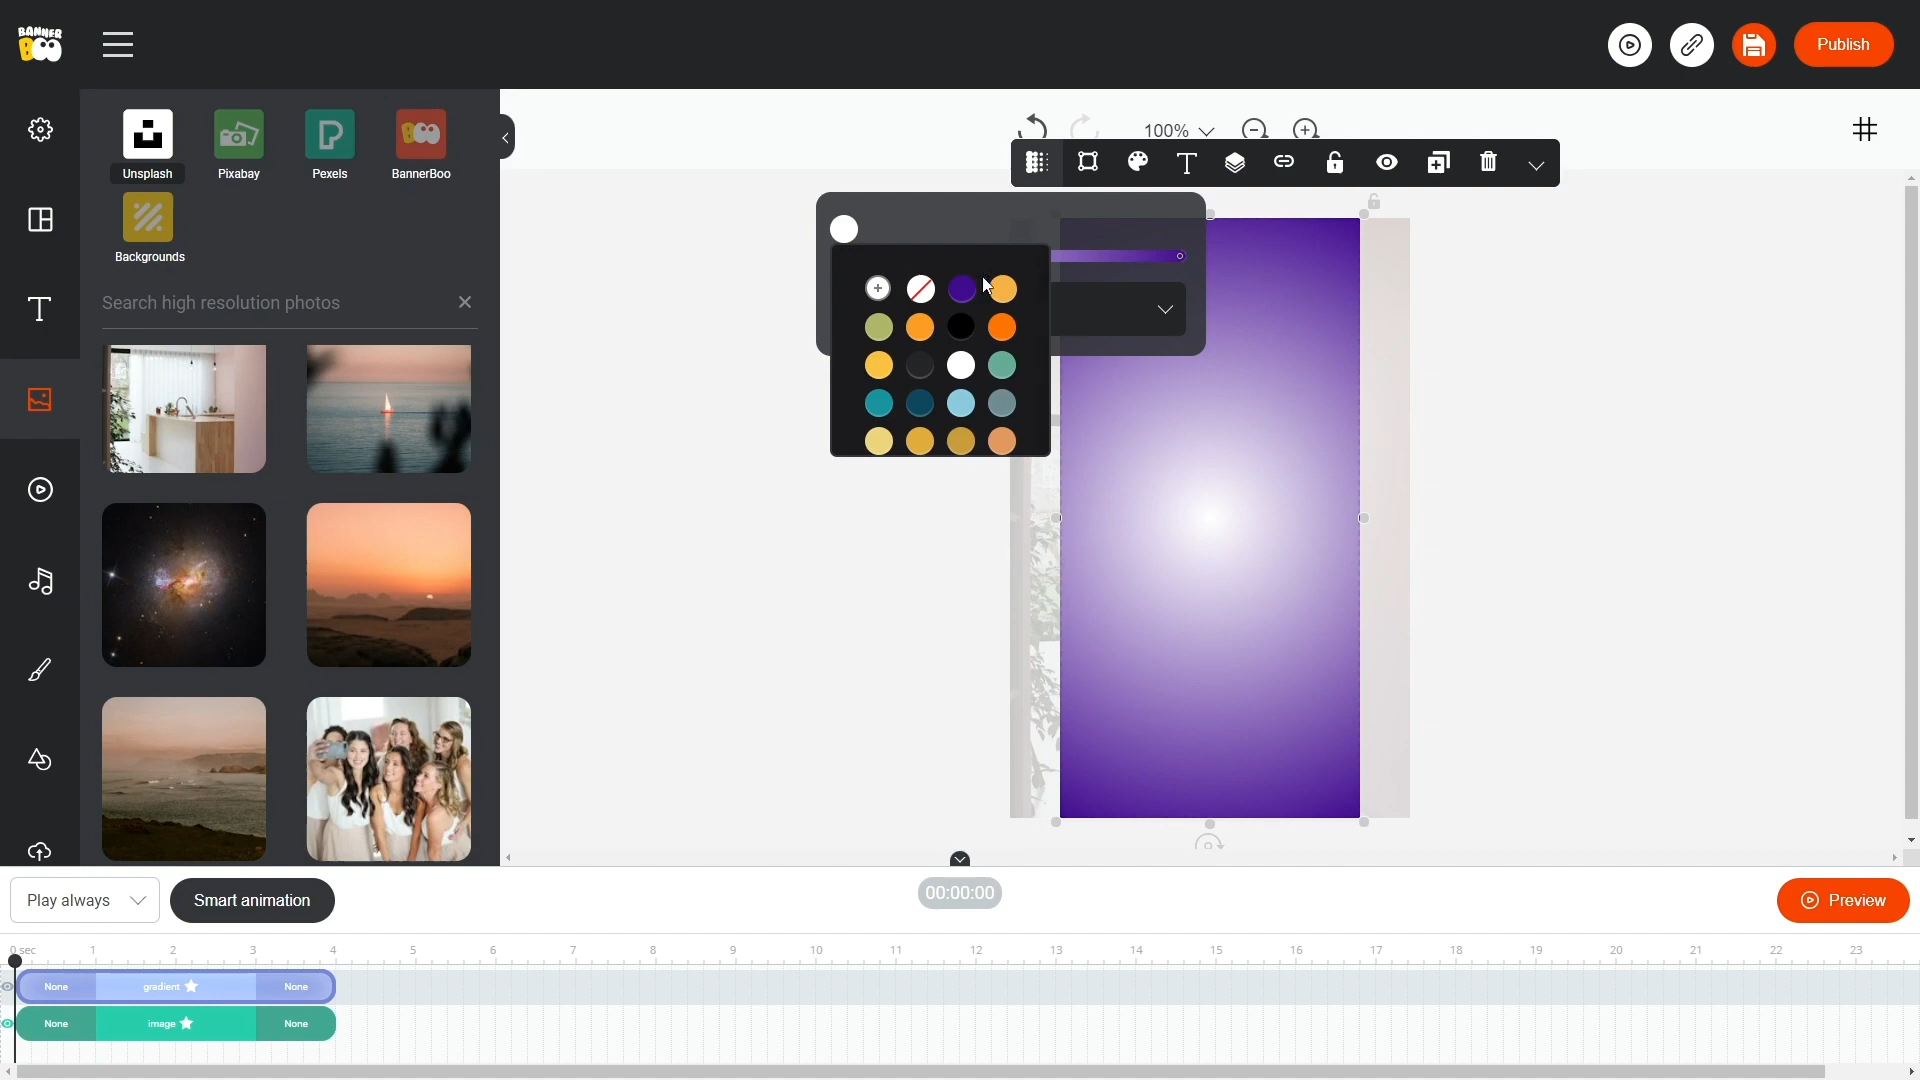 BANNER
BOO
Publish
Unsplash
Pixabay
Pexels
BannerBoo
Backgrounds
Search high resolution photos
100%
Play always
Smart animation
00:00:00
Preview
0 sec 1 2 3 4 5 6 7 8 9 10 11 12 13 14 15 16 17 18 19 20 21 22 23
None gradient None
None image None